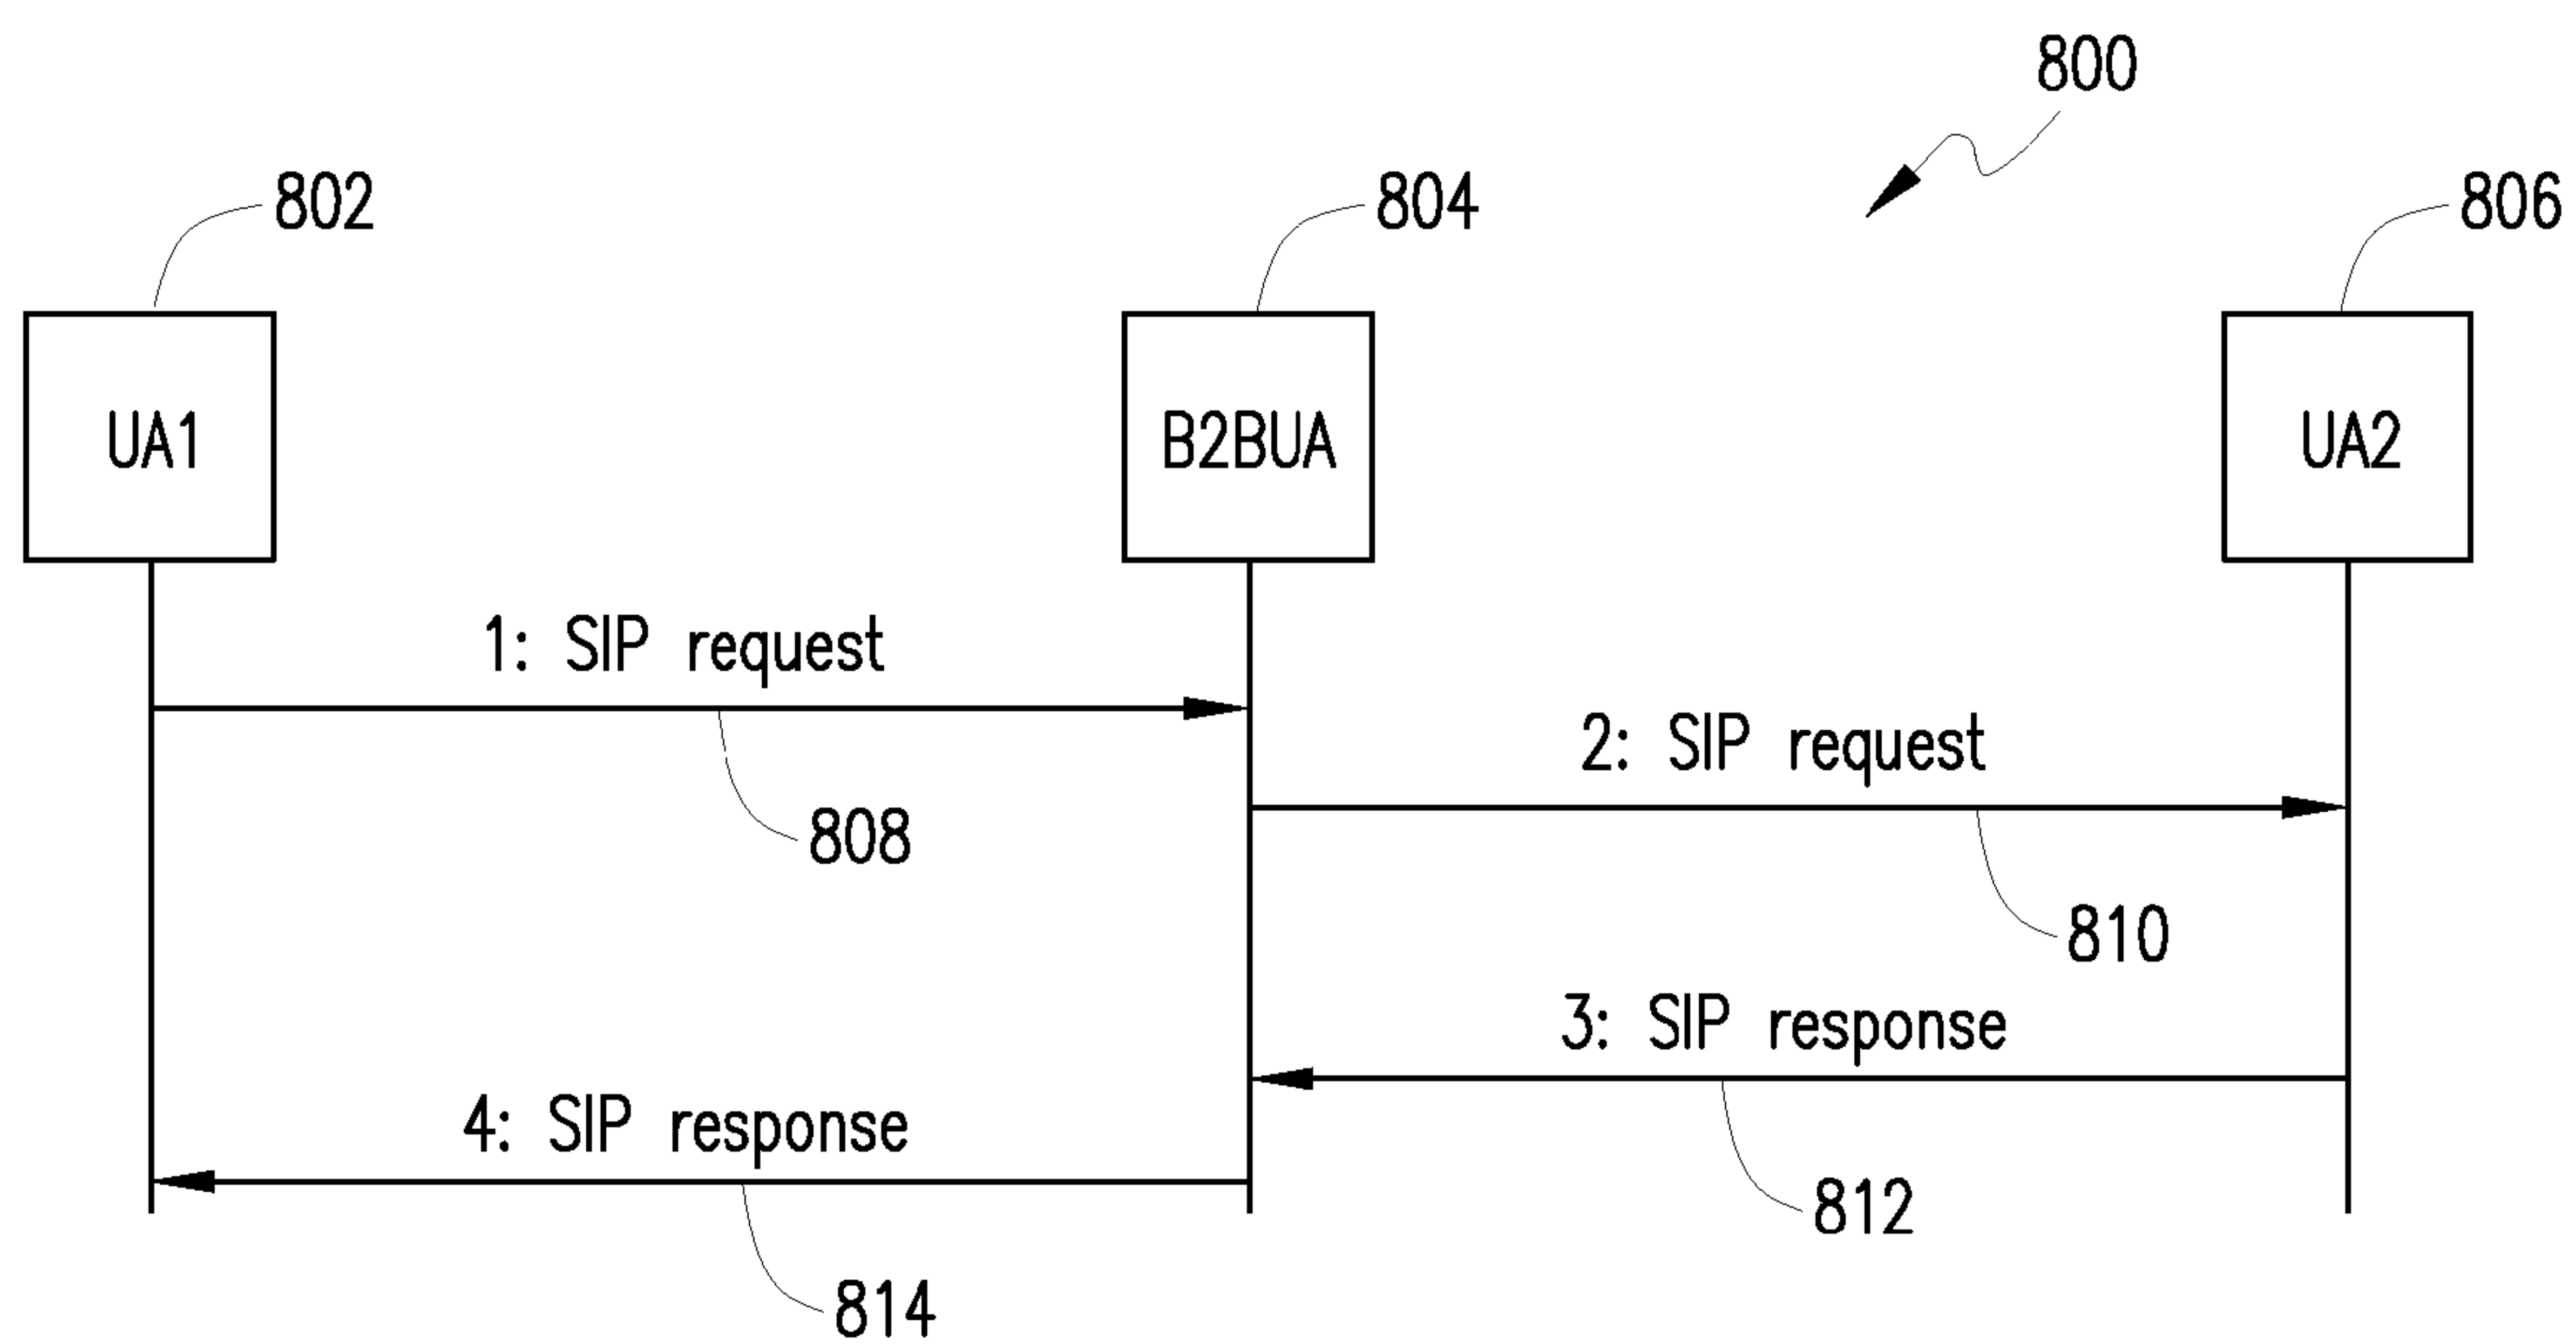 800
802
804
806
UA1
B2BUA
UA2
1: SIP request
2: SIP request
808
810
3: SIP response
4: SIP response
812
814